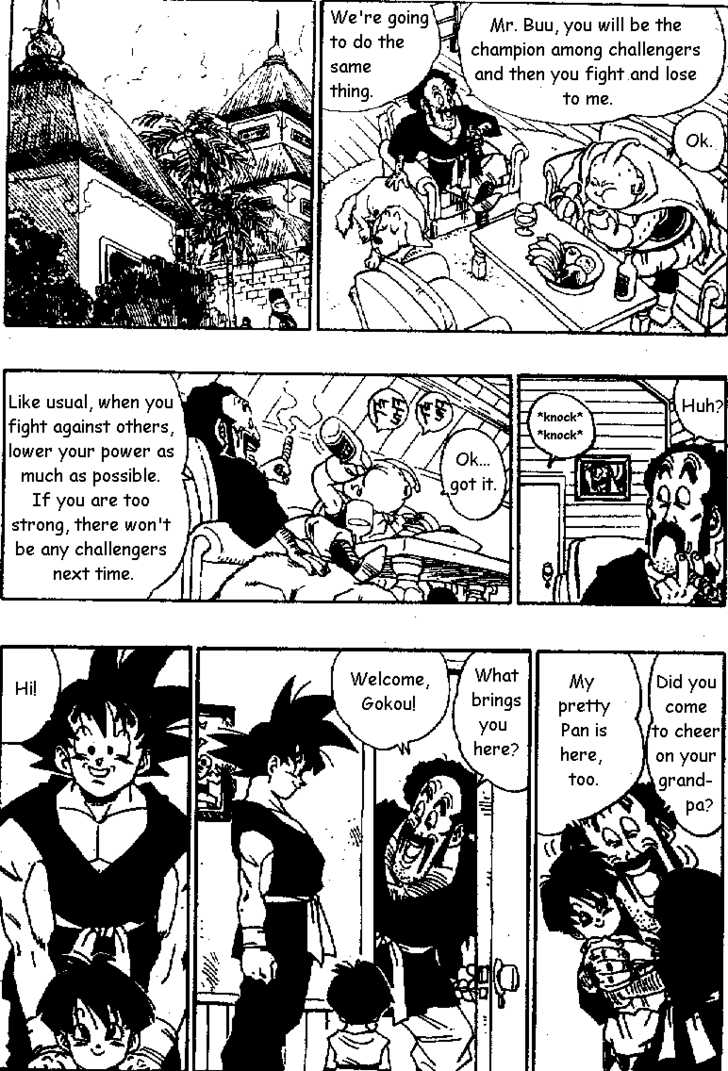 We're going
to do the
same
thing.
Mr. Buu, you will be the
champion among challengers
and then you fight and lose
to me.
Ok.
Like usual, when you
fight against others,
lower your power as
much as possible.
If you are too
strong, there won't
be any challengers
next time.
Ok...
got it.
*knock*
*knock*
Huh?
Hi!
Welcome,
Gokou!
What
brings
you
here?
My
pretty
Pan is
here,
too.
Did you
come
to cheer
on your
grand-
pa?